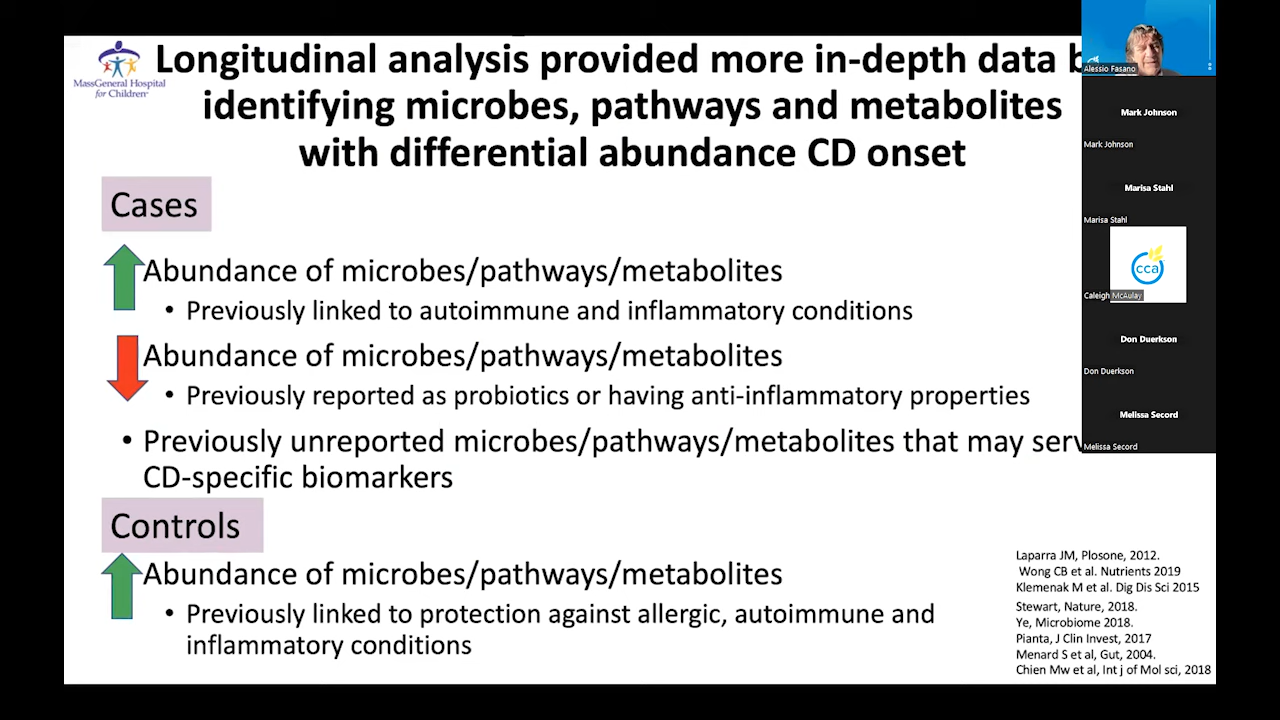 MassGeneral Hospital
for Children
Longitudinal analysis provided more in-depth data
identifying microbes, pathways and metabolites
with differential abundance CD onset
Cases
Abundance of microbes/pathways/metabolites
• Previously linked to autoimmune and inflammatory conditions
Abundance of microbes/pathways/metabolites
• Previously reported as probiotics or having anti-inflammatory properties
• Previously unreported microbes/pathways/metabolites that may
CD-specific biomarkers
Controls
Abundance of microbes/pathways/metabolites
• Previously linked to protection against allergic, autoimmune and
inflammatory conditions
Laparra JM, Plosone, 2012.
Wong CB et al. Nutrients 2019
Klemenak M et al. Dig Dis Sci 2015
Stewart, Nature, 2018.
Ye, Microbiome 2018.
Pianta, J Clin Invest, 2017
Menard S et al, Gut, 2004.
Chien Mw et al, Int j of Mol sci, 2018
Alessio Fasano
Mark Johnson
Mark Johnson
Marisa Stahl
Marisa Stahl
cca
Caleigh McAulay
Don Duerkson
Don Duerkson
Melissa Secord
Melissa Secord